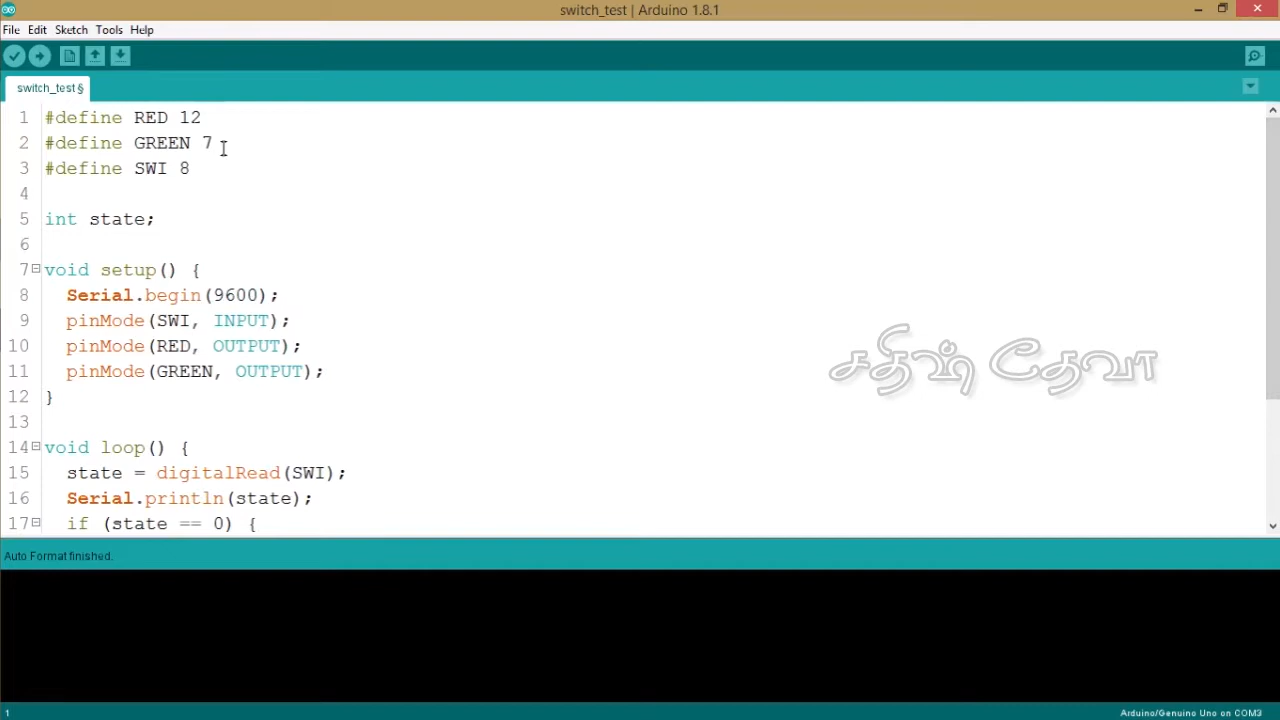 switch_test | Arduino 1.8.1
File Edit Sketch Tools Help
switch_test §
1 #define RED 12
2 #define GREEN 7
3 #define SWI 8
4
5 int state;
6
7 void setup() {
8 Serial.begin(9600);
9 pinMode(SWI, INPUT);
10 pinMode(RED, OUTPUT);
11 pinMode(GREEN, OUTPUT);
12 }
13
14 void loop() {
15 state = digitalRead(SWI);
16 Serial.println(state);
17 if (state == 0) {
சதிஷ் தேவா
Auto Format finished.
1 Arduino/Genuino Uno on COM3